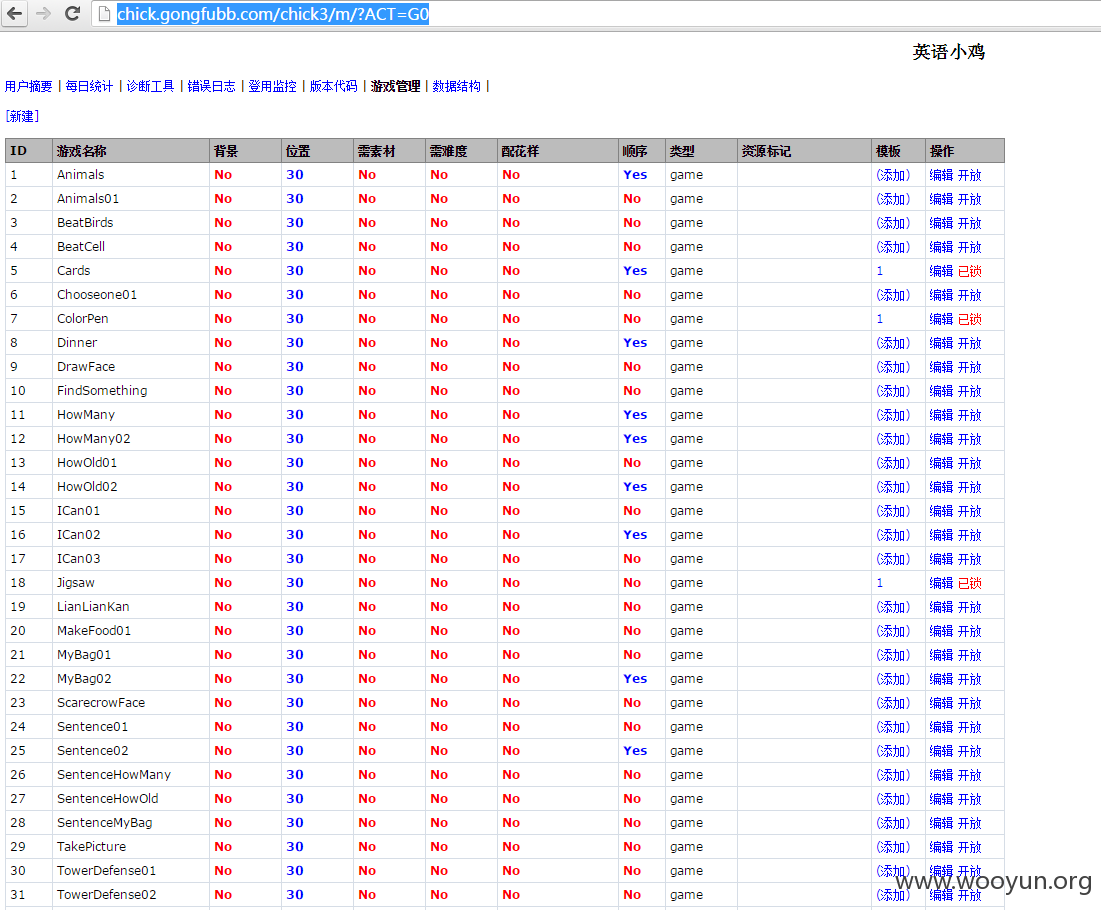 chick.gongfubb.com/chick3/m/?ACT=G0
英语小鸡
用户摘要 | 每日统计 | 诊断工具 | 错误日志 | 登用监控 | 版本代码 | 游戏管理 | 数据结构 |
[新建]
ID 游戏名称 背景 位置 需素材 需难度 配花样 顺序 类型 资源标记 模板 操作
1 Animals No 30 No No No Yes game (添加) 编辑 开放
2 Animals01 No 30 No No No No game (添加) 编辑 开放
3 BeatBirds No 30 No No No No game (添加) 编辑 开放
4 BeatCell No 30 No No No No game (添加) 编辑 开放
5 Cards No 30 No No No Yes game 1 编辑 已锁
6 Chooseone01 No 30 No No No No game (添加) 编辑 开放
7 ColorPen No 30 No No No No game 1 编辑 已锁
8 Dinner No 30 No No No Yes game (添加) 编辑 开放
9 DrawFace No 30 No No No No game (添加) 编辑 开放
10 FindSomething No 30 No No No No game (添加) 编辑 开放
11 HowMany No 30 No No No Yes game (添加) 编辑 开放
12 HowMany02 No 30 No No No Yes game (添加) 编辑 开放
13 HowOld01 No 30 No No No No game (添加) 编辑 开放
14 HowOld02 No 30 No No No Yes game (添加) 编辑 开放
15 ICan01 No 30 No No No No game (添加) 编辑 开放
16 ICan02 No 30 No No No Yes game (添加) 编辑 开放
17 ICan03 No 30 No No No No game (添加) 编辑 开放
18 Jigsaw No 30 No No No No game 1 编辑 已锁
19 LianLianKan No 30 No No No No game (添加) 编辑 开放
20 MakeFood01 No 30 No No No No game (添加) 编辑 开放
21 MyBag01 No 30 No No No No game (添加) 编辑 开放
22 MyBag02 No 30 No No No Yes game (添加) 编辑 开放
23 ScarecrowFace No 30 No No No No game (添加) 编辑 开放
24 Sentence01 No 30 No No No No game (添加) 编辑 开放
25 Sentence02 No 30 No No No Yes game (添加) 编辑 开放
26 SentenceHowMany No 30 No No No No game (添加) 编辑 开放
27 SentenceHowOld No 30 No No No No game (添加) 编辑 开放
28 SentenceMyBag No 30 No No No No game (添加) 编辑 开放
29 TakePicture No 30 No No No No game (添加) 编辑 开放
30 TowerDefense01 No 30 No No No No game (添加) 编辑 开放
www.wooyun.org
31 TowerDefense02 No 30 No No No No game (添加) 编辑 开放